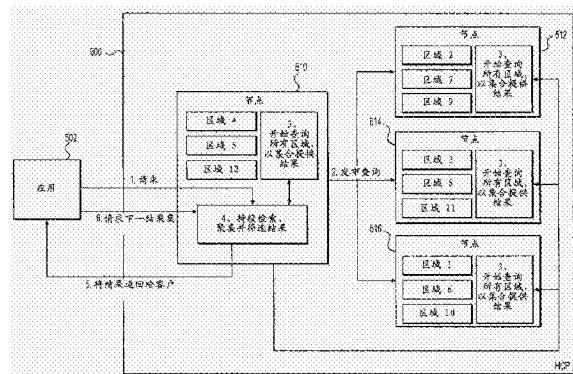 500
502
应用
1.请求
6.请求下一结果集
5.将结果返回给客户
510
节点
区域 4
区域 5
区域 12
3、
开始查询
所有区域,
以集合提供
结果
4、持续检索、
聚集并筛选结果
2.发布查询
512
节点
区域 2
区域 7
区域 9
3、
开始查询
所有区域,
以集合提供
结果
514
节点
区域 3
区域 8
区域 11
3、
开始查询
所有区域,
以集合提供
结果
516
节点
区域 1
区域 6
区域 10
3、
开始查询
所有区域,
以集合提供
结果
HCP